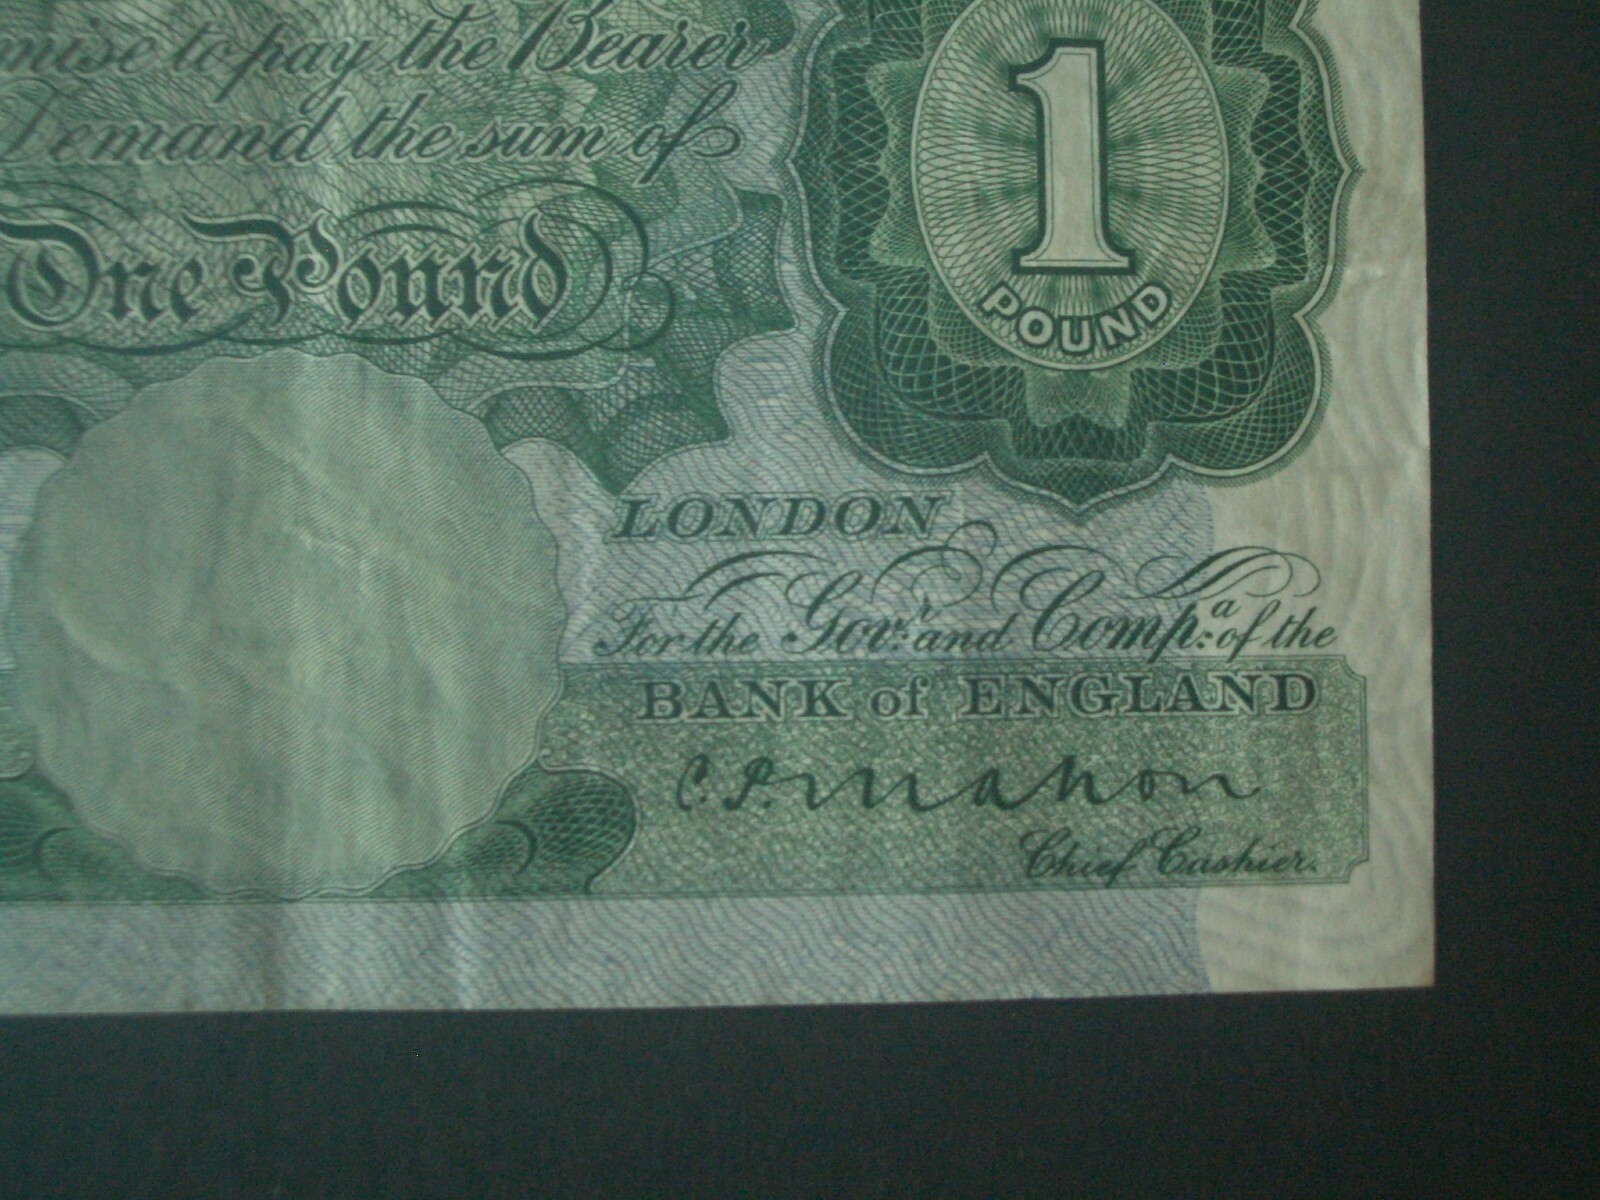 mise to pay the Bearer
Demand the sum of
One Pound
1
POUND
LONDON
For the Govr: and Compa: of the
BANK of ENGLAND
C. P. Mahon
Chief Cashier.